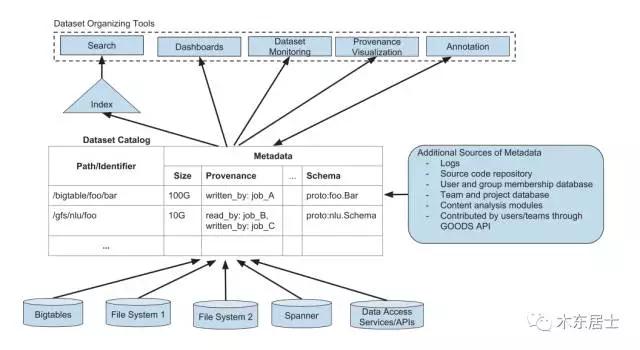 Dataset Organizing Tools
Search
Dashboards
Dataset
Monitoring
Provenance
Visualization
Annotation
Index
Dataset Catalog
Path/Identifier
Metadata
Size
Provenance
...
Schema
/bigtable/foo/bar
100G
written_by: job_A
proto:foo.Bar
/gfs/nlu/foo
10G
read_by: job_B,
written_by: job_C
proto:nlu.Schema
...
Additional Sources of Metadata
- Logs
- Source code repository
- User and group membership database
- Team and project database
- Content analysis modules
- Contributed by users/teams through
GOODS API
Bigtables
File System 1
File System 2
Spanner
Data Access
Services/APIs
木东居士